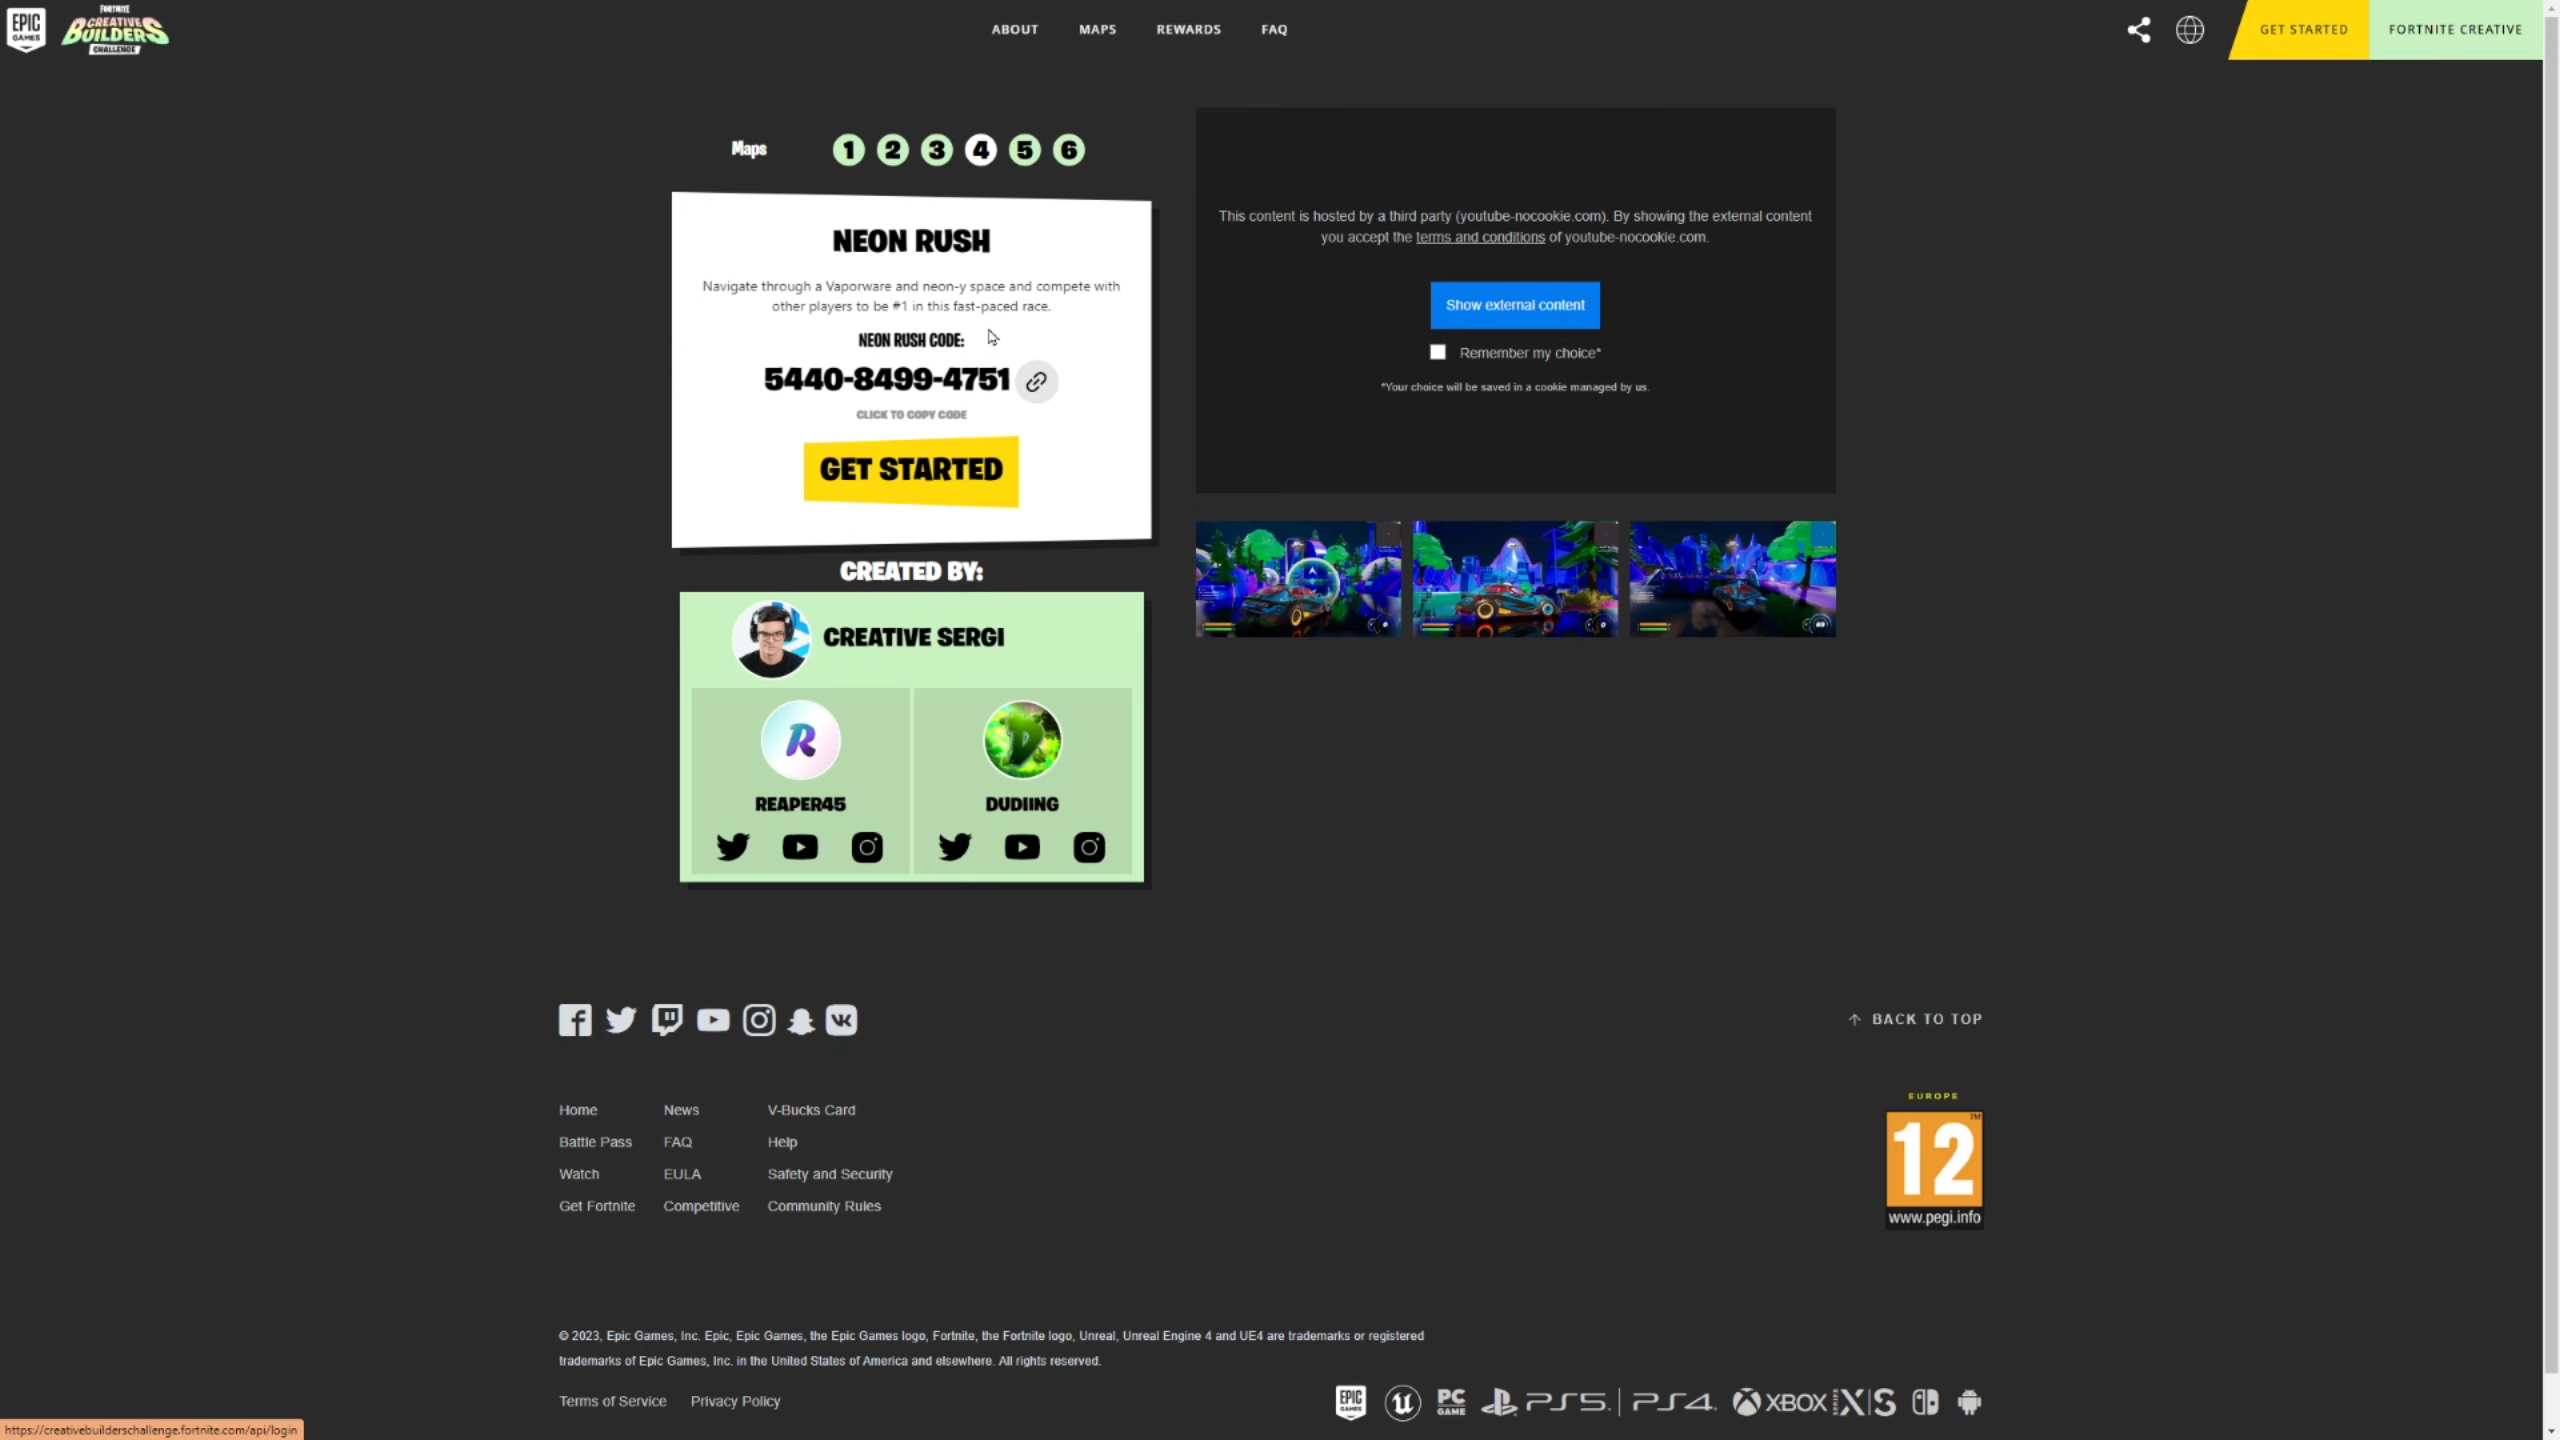 EPIC
GAMES
FORTNITE
CREATIVE
BUILDERS
CHALLENGE
ABOUT
MAPS
REWARDS
FAQ
GET STARTED
FORTNITE CREATIVE
Maps
1
2
3
4
5
6
NEON RUSH
Navigate through a Vaporware and neon-y space and compete with
other players to be #1 in this fast-paced race.
NEON RUSH CODE:
5440-8499-4751
CLICK TO COPY CODE
GET STARTED
This content is hosted by a third party (youtube-nocookie.com). By showing the external content
you accept the terms and conditions of youtube-nocookie.com.
Show external content
Remember my choice*
*Your choice will be saved in a cookie managed by us.
CREATED BY:
CREATIVE SERGI
R
D
REAPER45
DUDIING
BACK TO TOP
Home
News
V-Bucks Card
Battle Pass
FAQ
Help
Watch
EULA
Safety and Security
Get Fortnite
Competitive
Community Rules
EUROPE
12
TM
www.pegi.info
© 2023, Epic Games, Inc. Epic, Epic Games, the Epic Games logo, Fortnite, the Fortnite logo, Unreal, Unreal Engine 4 and UE4 are trademarks or registered
trademarks of Epic Games, Inc. in the United States of America and elsewhere. All rights reserved.
Terms of Service
Privacy Policy
EPIC
GAMES
PC
GAME
PS5
PS4
XBOX
SERIES
X|S
https://creativebuilderschallenge.fortnite.com/api/login